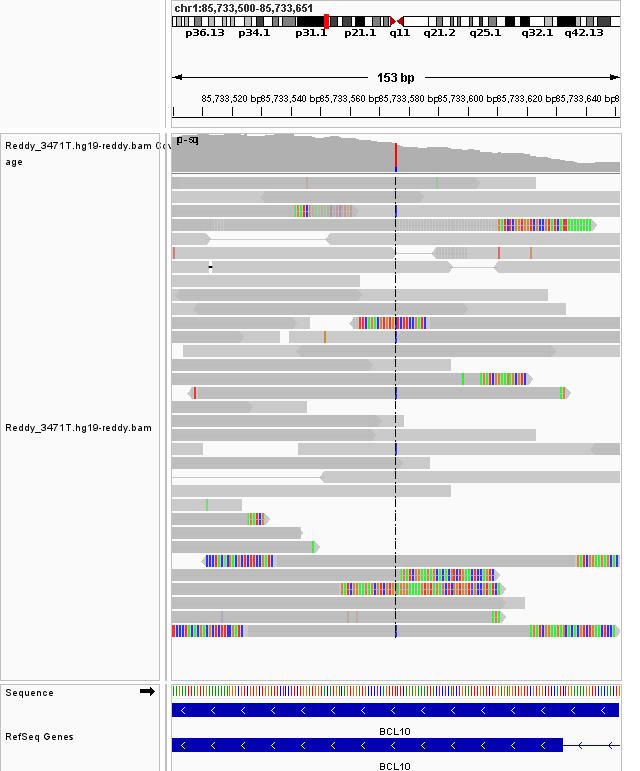 chr1:85,733,500-85,733,651
p36.13 p34.1 p31.1 p21.1 q11 q21.2 q25.1 q32.1 q42.13
153 bp
85,733,520 bp 85,733,540 bp 85,733,560 bp 85,733,580 bp 85,733,600 bp 85,733,620 bp 85,733,640 bp
Reddy_3471T.hg19-reddy.bam Cov
age
Reddy_3471T.hg19-reddy.bam
Sequence
BCL10
RefSeq Genes
BCL10